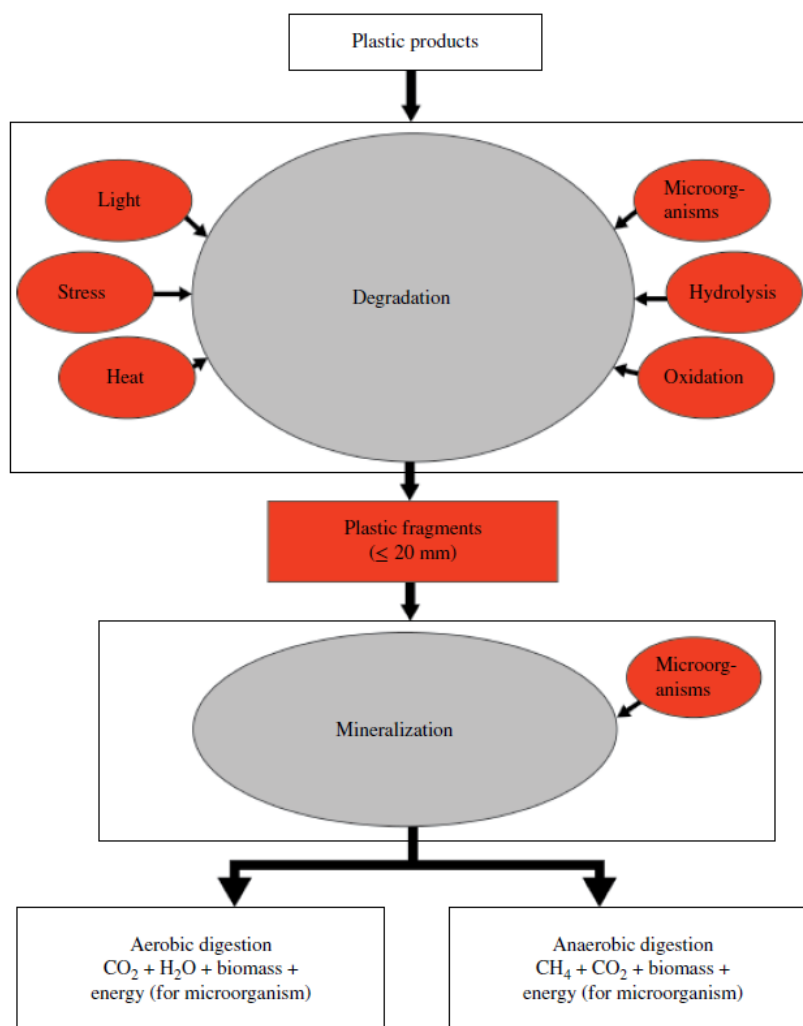 Plastic products
Light
Microorg-
anisms
Stress
Degradation
Hydrolysis
Heat
Oxidation
Plastic fragments
(≤ 20 mm)
Microorg-
anisms
Mineralization
Aerobic digestion
CO₂ + H₂O + biomass +
energy (for microorganism)
Anaerobic digestion
CH₄ + CO₂ + biomass +
energy (for microorganism)